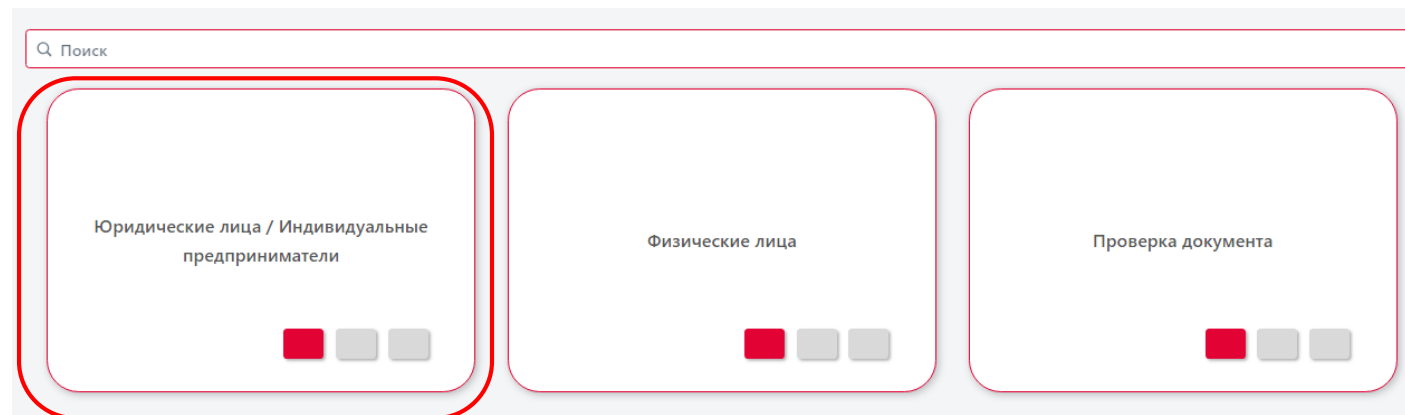 Поиск
Юридические лица / Индивидуальные
предприниматели
Физические лица
Проверка документа